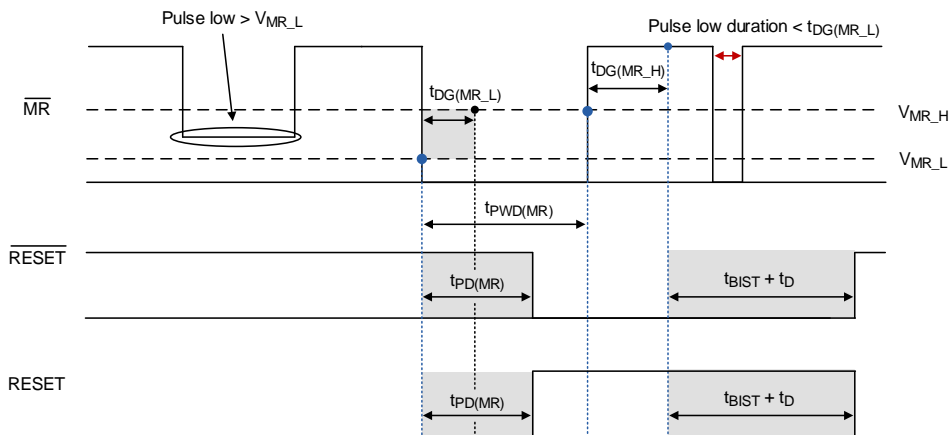 Pulse low > VMR_L
Pulse low duration < tDG(MR_L)
tDG(MR_H)
tDG(MR_L)
MR
VMR_H
VMR_L
tPWD(MR)
RESET
tPD(MR)
tBIST + tD
RESET
tPD(MR)
tBIST + tD